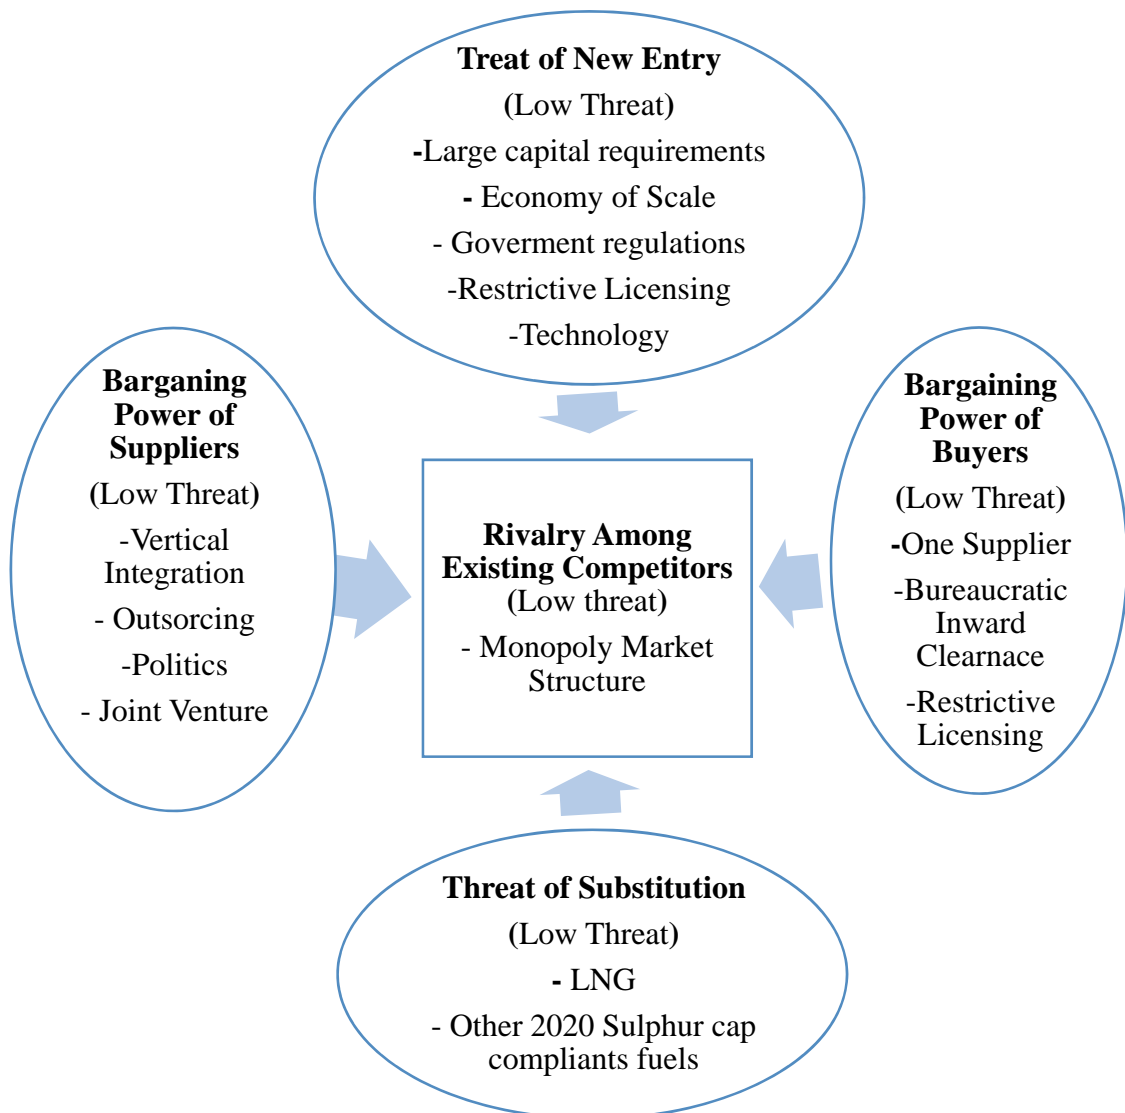 Treat of New Entry
(Low Threat)
-Large capital requirements
- Economy of Scale
- Goverment regulations
-Restrictive Licensing
-Technology
Barganing
Power of
Suppliers
(Low Threat)
-Vertical
Integration
- Outsorcing
-Politics
- Joint Venture
Rivalry Among
Existing Competitors
(Low threat)
- Monopoly Market
Structure
Bargaining
Power of
Buyers
(Low Threat)
-One Supplier
-Bureaucratic
Inward
Clearnace
-Restrictive
Licensing
Threat of Substitution
(Low Threat)
- LNG
- Other 2020 Sulphur cap
compliants fuels